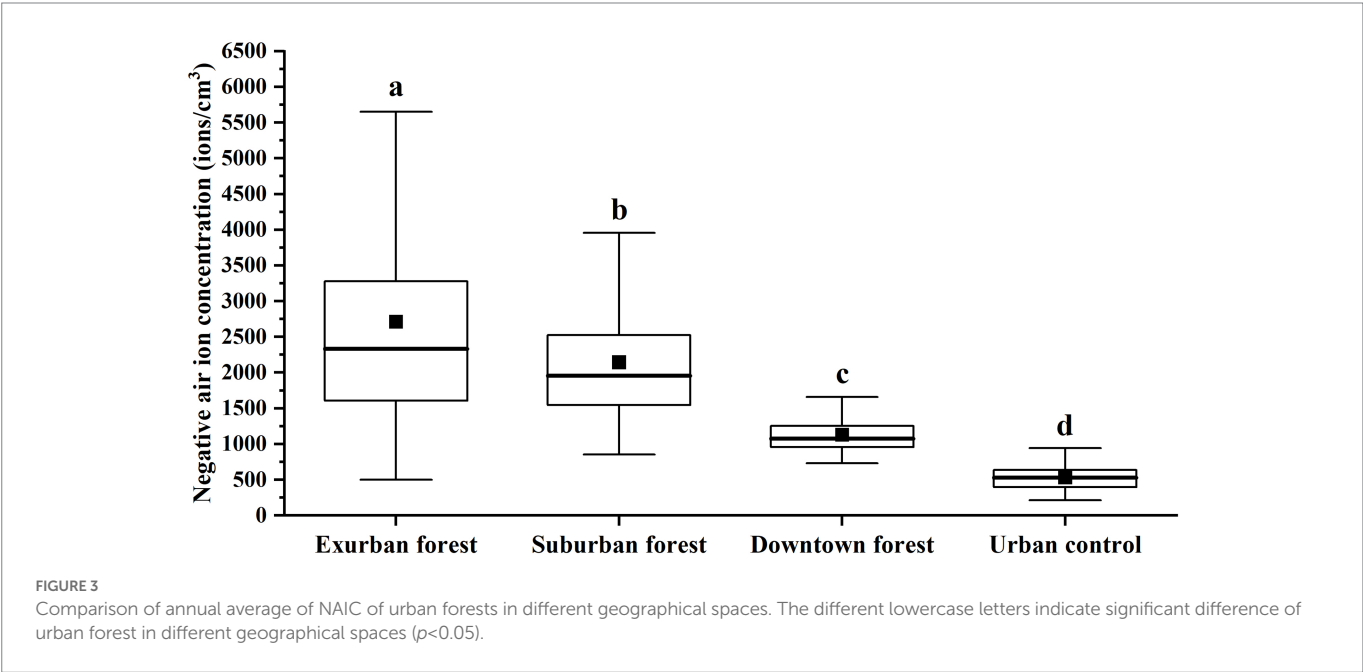 Negative air ion concentration (ions/cm³)
6500
6000
5500
5000
4500
4000
3500
3000
2500
2000
1500
1000
500
0
a
b
c
d
Exurban forest
Suburban forest
Downtown forest
Urban control
FIGURE 3
Comparison of annual average of NAIC of urban forests in different geographical spaces. The different lowercase letters indicate significant difference of
urban forest in different geographical spaces (p<0.05).